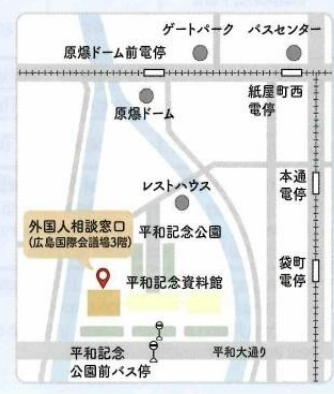 ゲートパーク
バスセンター
原爆ドーム前電停
紙屋町西
電停
原爆ドーム
本通
電停
レストハウス
外国人相談窓口
(広島国際会議場3階)
平和記念公園
袋町
電停
平和記念資料館
平和記念
公園前バス停
平和大通り